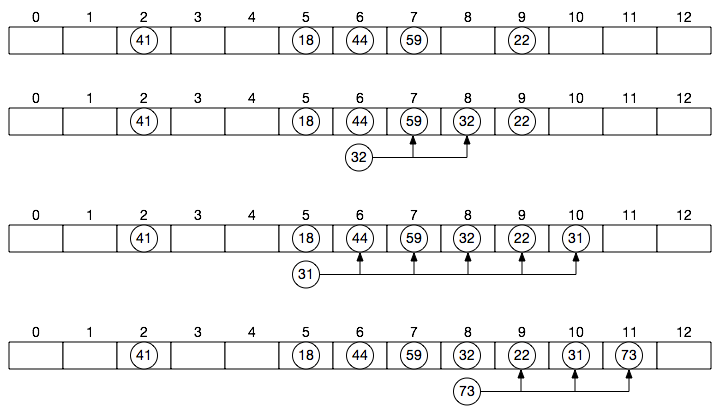 0 1 2 3 4 5 6 7 8 9 10 11 12
41 18 44 59 22
0 1 2 3 4 5 6 7 8 9 10 11 12
41 18 44 59 32 22
32
0 1 2 3 4 5 6 7 8 9 10 11 12
41 18 44 59 32 22 31
31
0 1 2 3 4 5 6 7 8 9 10 11 12
41 18 44 59 32 22 31 73
73